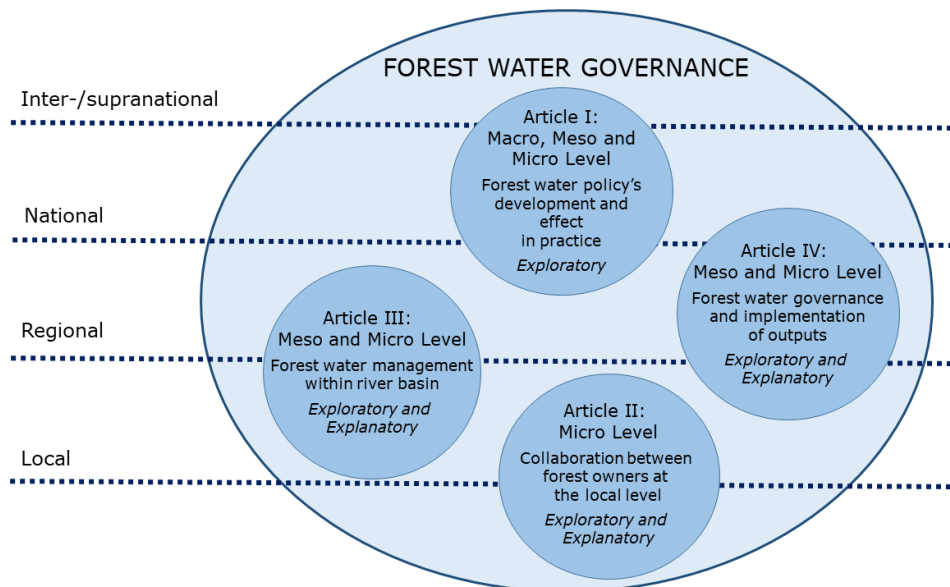 FOREST WATER GOVERNANCE
Inter-/supranational
Article I:
Macro, Meso and
Micro Level
Forest water policy's
development and
effect
in practice
Exploratory
National
Article IV:
Meso and Micro Level
Forest water governance
and implementation
of outputs
Exploratory and
Explanatory
Regional
Article III:
Meso and Micro Level
Forest water management
within river basin
Exploratory and
Explanatory
Local
Article II:
Micro Level
Collaboration between
forest owners at
the local level
Exploratory and
Explanatory